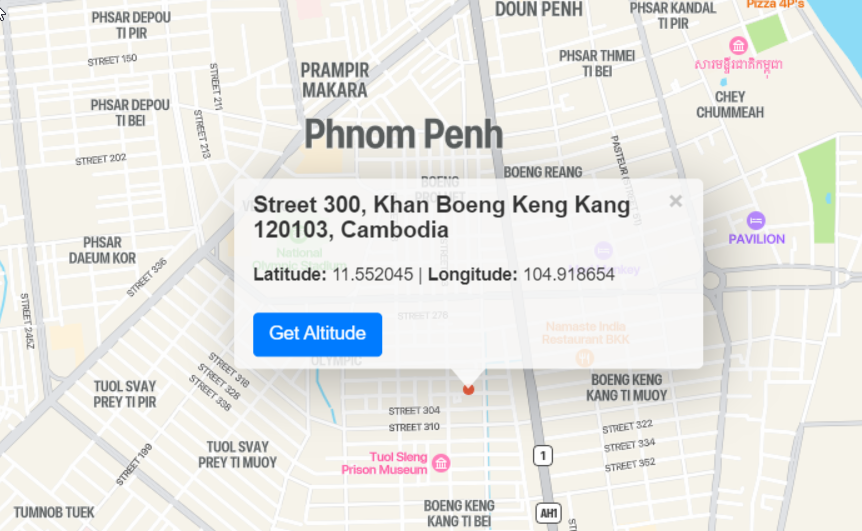 PHSAR DEPOU
TI PIR
DOUN PENH
PHSAR KANDAL
TI PIR
Pizza 4P's
STREET 150
STREET 211
PRAMPIR
MAKARA
PHSAR THMEI
TI BEI
សារមន្ទីរជាតិកម្ពុជា
PHSAR DEPOU
TI BEI
CHEY
CHUMMEAH
STREET 213
Phnom Penh
STREET 202
PASTEUR (STREET 51)
BOENG REANG
BOENG
Street 300, Khan Boeng Keng Kang
120103, Cambodia
×
PAVILION
PHSAR
DAEUM KOR
National
Olympic Stadium
STREET 336
Latitude: 11.552045 | Longitude: 104.918654
STREET 245Z
STREET 276
Get Altitude
Namaste India
Restaurant BKK
OLYMPIC
STREET 318
STREET 328
STREET 336
TUOL SVAY
PREY TI PIR
BOENG KENG
KANG TI MUOY
STREET 304
STREET 310
STREET 322
STREET 334
STREET 352
STREET 199
TUOL SVAY
PREY TI MUOY
Tuol Sleng
Prison Museum
1
TUMNOB TUEK
BOENG KENG
KANG TI BEI
AH1